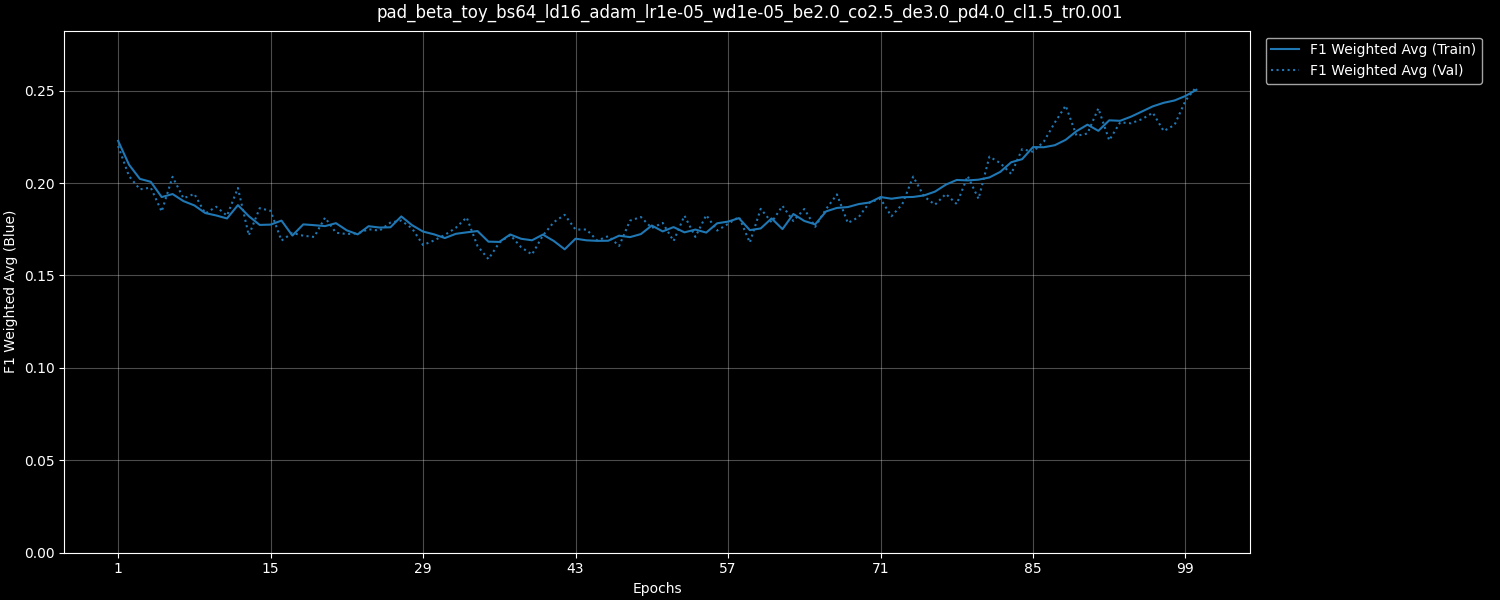 pad_beta_toy_bs64_ld16_adam_lr1e-05_wd1e-05_be2.0_co2.5_de3.0_pd4.0_cl1.5_tr0.001
F1 Weighted Avg (Train)
F1 Weighted Avg (Val)
F1 Weighted Avg (Blue)
0.25
0.20
0.15
0.10
0.05
0.00
1 15 29 43 57 71 85 99
Epochs